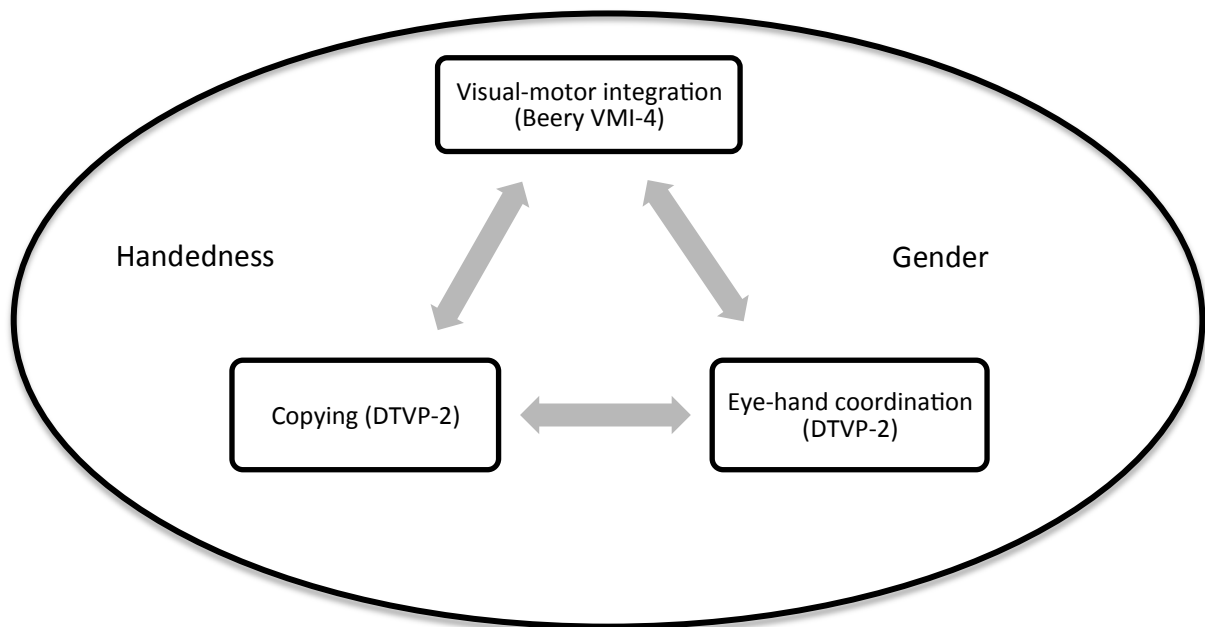 Visual-motor integration
(Beery VMI-4)
Handedness
Gender
Copying (DTVP-2)
Eye-hand coordination
(DTVP-2)